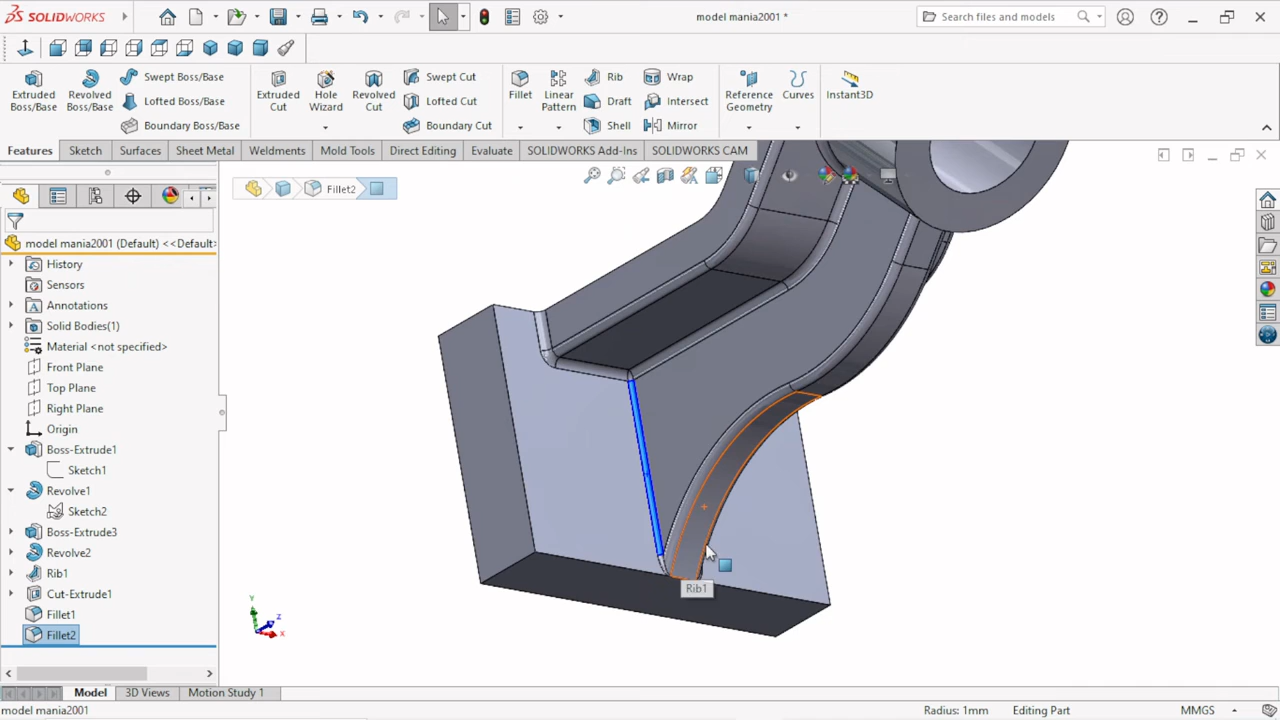 SOLIDWORKS
model mania2001 *
Search files and models
Extruded Boss/Base
Revolved Boss/Base
Swept Boss/Base
Lofted Boss/Base
Boundary Boss/Base
Extruded Cut
Hole Wizard
Revolved Cut
Swept Cut
Lofted Cut
Boundary Cut
Fillet
Linear Pattern
Rib
Draft
Shell
Wrap
Intersect
Mirror
Reference Geometry
Curves
Instant3D
Features
Sketch
Surfaces
Sheet Metal
Weldments
Mold Tools
Direct Editing
Evaluate
SOLIDWORKS Add-Ins
SOLIDWORKS CAM
Fillet2
model mania2001 (Default) <<Default>
History
Sensors
Annotations
Solid Bodies(1)
Material <not specified>
Front Plane
Top Plane
Right Plane
Origin
Boss-Extrude1
Sketch1
Revolve1
Sketch2
Boss-Extrude3
Revolve2
Rib1
Cut-Extrude1
Fillet1
Fillet2
Rib1
Y
Z
X
Model
3D Views
Motion Study 1
model mania2001
Radius: 1mm
Editing Part
MMGS